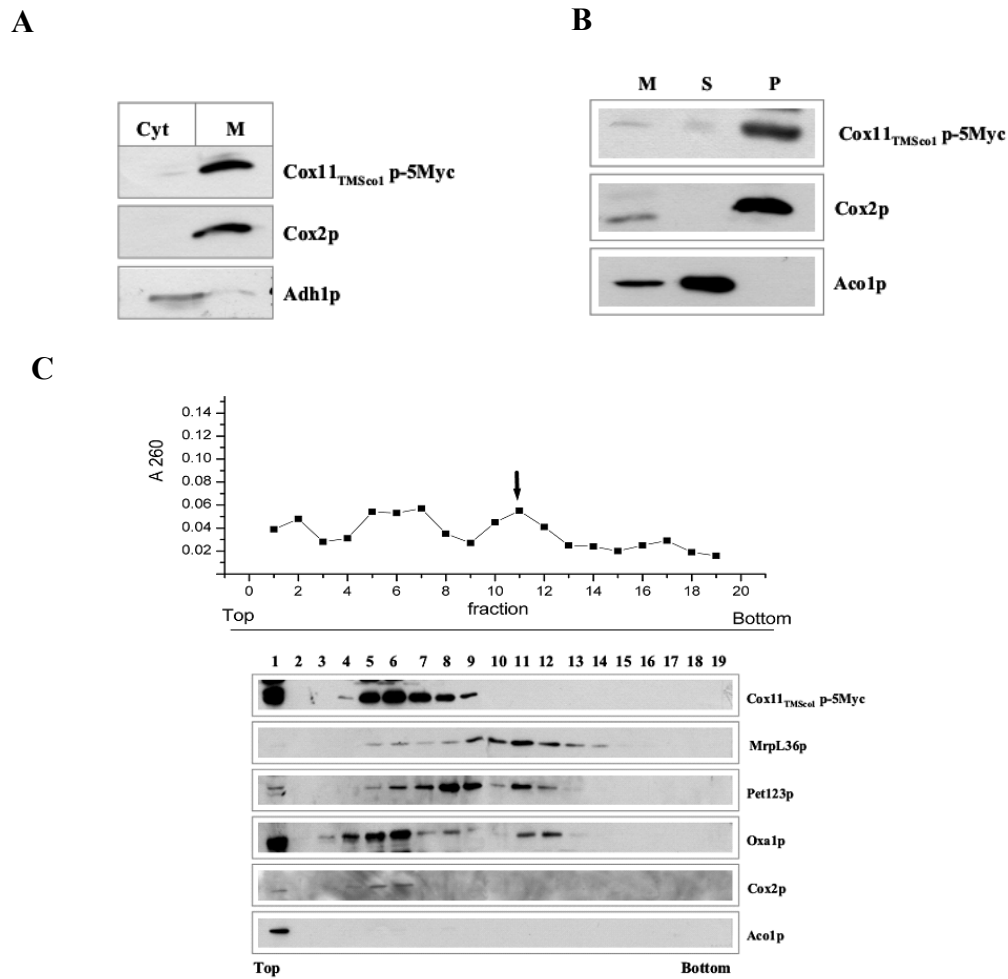 A
B
Cyt M
Cox11TMSco1 p-5Myc
Cox2p
Adh1p
M S P
Cox11TMSco1 p-5Myc
Cox2p
Aco1p
C
A 260
0.14
0.12
0.10
0.08
0.06
0.04
0.02
0 2 4 6 8 10 12 14 16 18 20
Top fraction Bottom
1 2 3 4 5 6 7 8 9 10 11 12 13 14 15 16 17 18 19
Cox11TMSco1 p-5Myc
MrpL36p
Pet123p
Oxa1p
Cox2p
Aco1p
Top Bottom